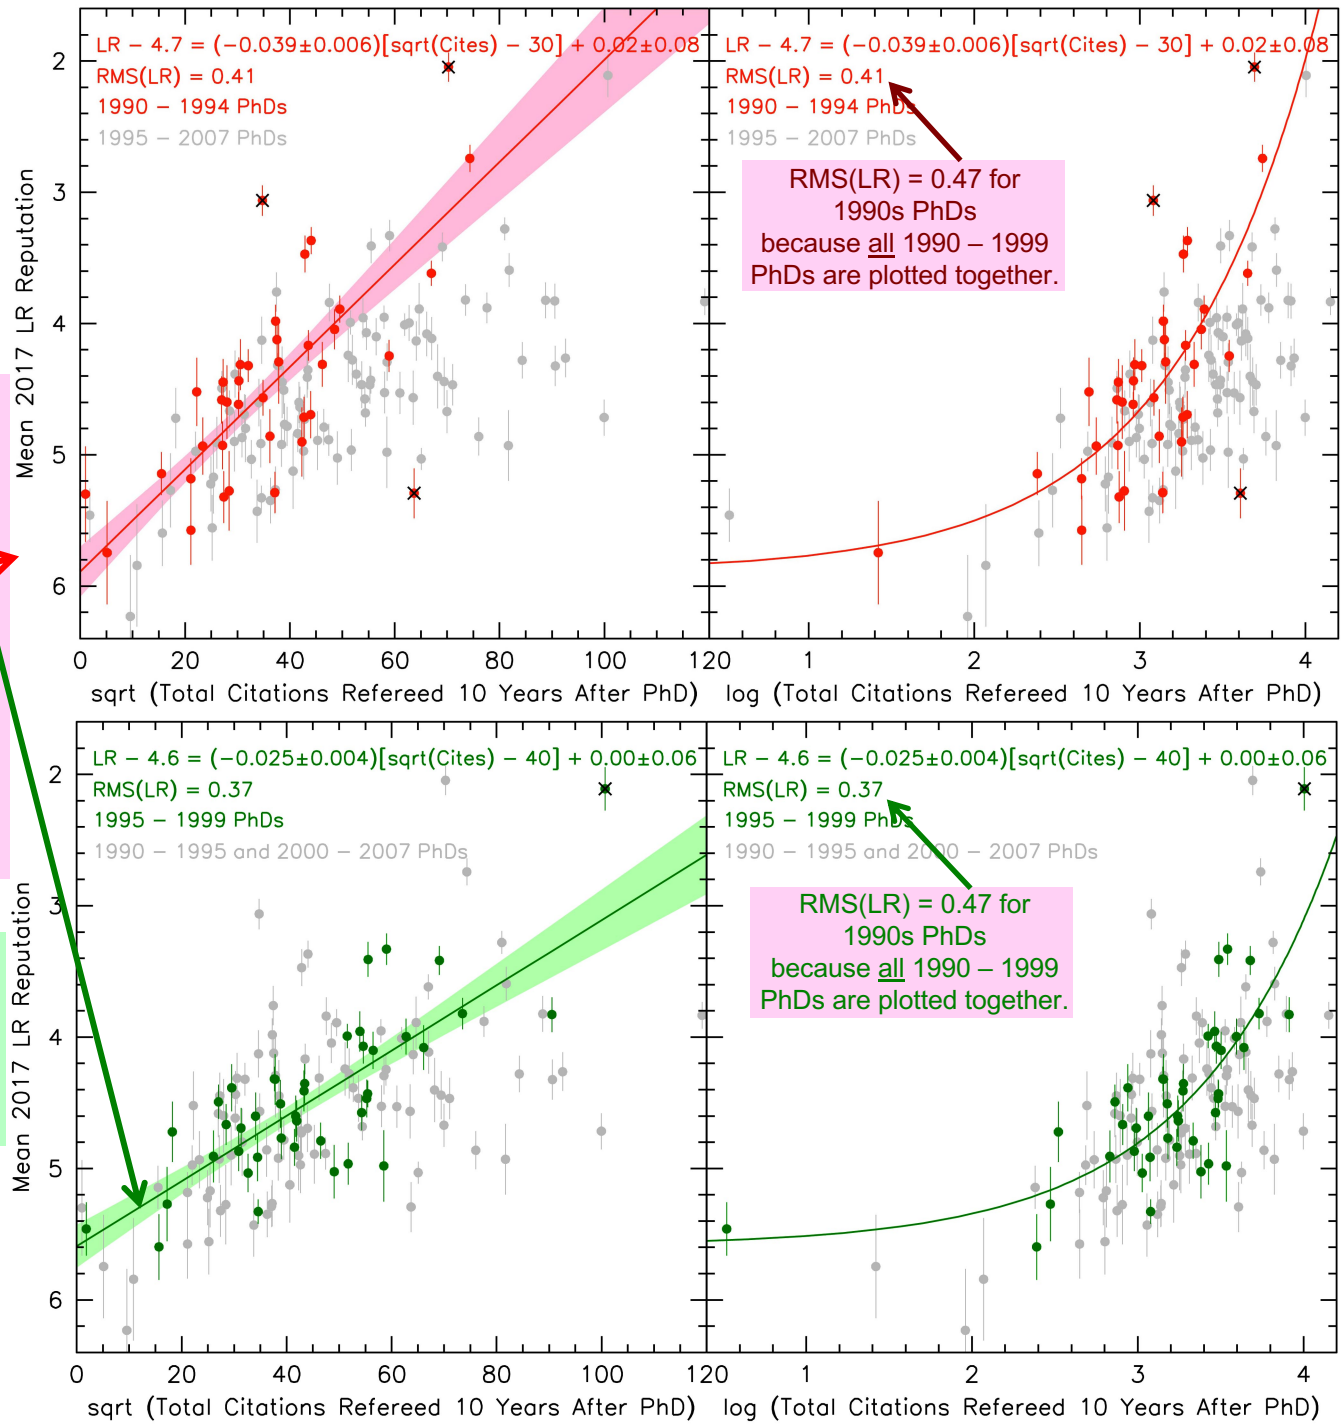 LR – 4.7 = (–0.039±0.006)[sqrt(Cites) – 30] + 0.02±0.08
RMS(LR) = 0.41
1990 – 1994 PhDs
1995 – 2007 PhDs
LR – 4.7 = (–0.039±0.006)[sqrt(Cites) – 30] + 0.02±0.08
RMS(LR) = 0.41
1990 – 1994 PhDs
1995 – 2007 PhDs
RMS(LR) = 0.47 for
1990s PhDs
because all 1990 – 1999
PhDs are plotted together.
Mean 2017 LR Reputation
2
3
4
5
6
0 20 40 60 80 100 120
1 2 3 4
sqrt (Total Citations Refereed 10 Years After PhD)
log (Total Citations Refereed 10 Years After PhD)
LR – 4.6 = (–0.025±0.004)[sqrt(Cites) – 40] + 0.00±0.06
RMS(LR) = 0.37
1995 – 1999 PhDs
1990 – 1995 and 2000 – 2007 PhDs
LR – 4.6 = (–0.025±0.004)[sqrt(Cites) – 40] + 0.00±0.06
RMS(LR) = 0.37
1995 – 1999 PhDs
1990 – 1995 and 2000 – 2007 PhDs
RMS(LR) = 0.47 for
1990s PhDs
because all 1990 – 1999
PhDs are plotted together.
Mean 2017 LR Reputation
2
3
4
5
6
0 20 40 60 80 100 120
1 2 3 4
sqrt (Total Citations Refereed 10 Years After PhD)
log (Total Citations Refereed 10 Years After PhD)